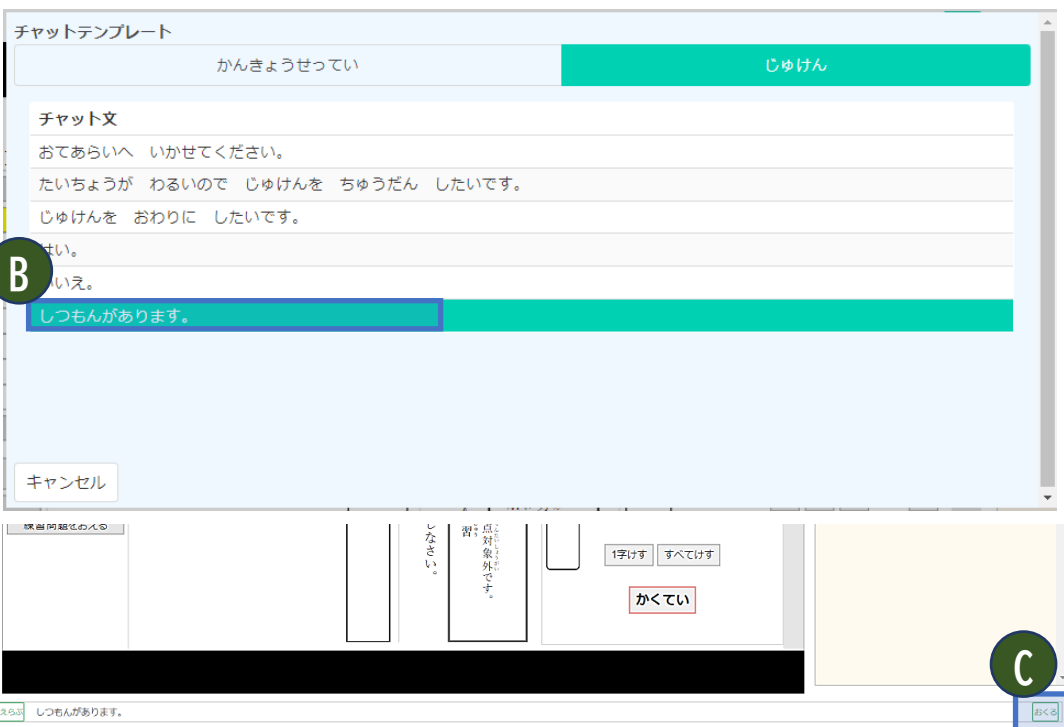 チャットテンプレート
かんきょうせってい
じゅけん
チャット文
おてあらいへ　いかせてください。
たいちょうが　わるいので　じゅけんを　ちゅうだん　したいです。
じゅけんを　おわりに　したいです。
はい。
B
いいえ。
しつもんがあります。
キャンセル
練習問題をおえる
しなさい。
習
点対象外です。
1字けす
すべてけす
かくてい
C
えらぶ
しつもんがあります。
おくる